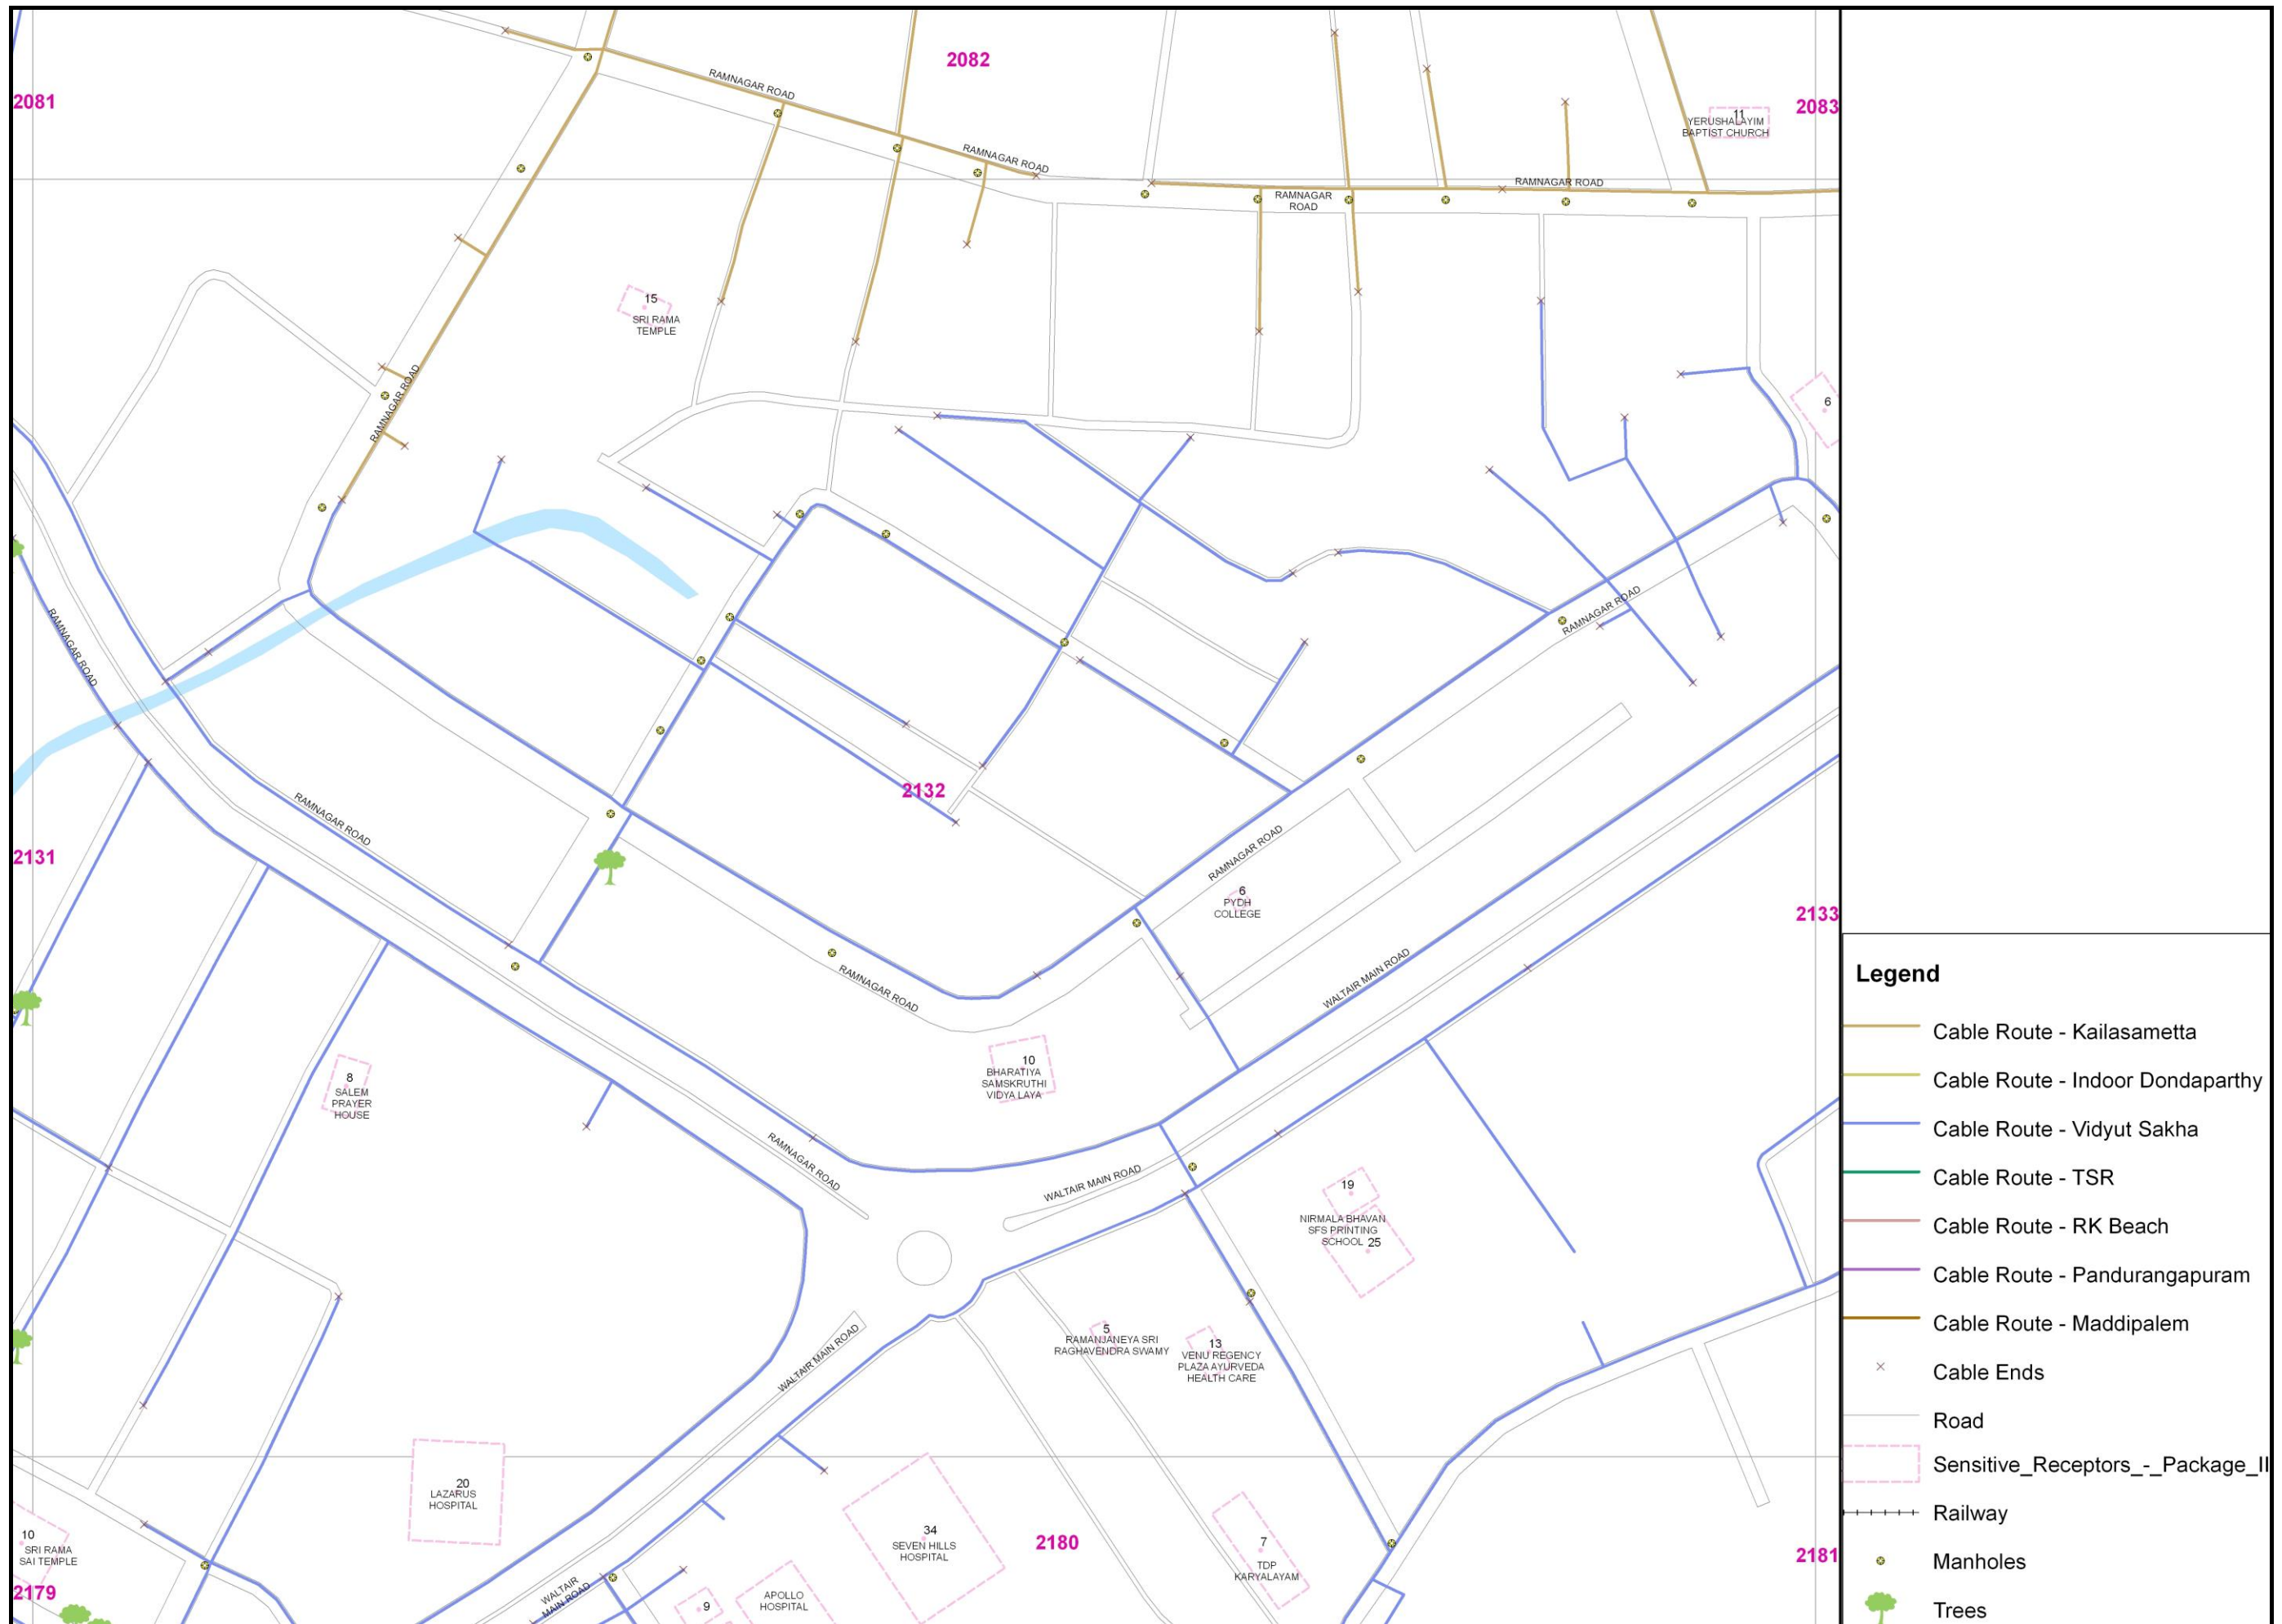 2082
2081
RAMNAGAR ROAD
2083
11
YERUSHALAYIM
BAPTIST CHURCH
RAMNAGAR ROAD
RAMNAGAR ROAD
RAMNAGAR
ROAD
15
SRI RAMA
TEMPLE
RAMNAGAR ROAD
6
RAMNAGAR ROAD
RAMNAGAR ROAD
2132
RAMNAGAR ROAD
2131
RAMNAGAR ROAD
6
PYDH
COLLEGE
2133
WALTAIR MAIN ROAD
RAMNAGAR ROAD
10
BHARATIYA
SAMSKRUTHI
VIDYA LAYA
8
SALEM
PRAYER
HOUSE
RAMNAGAR ROAD
WALTAIR MAIN ROAD
19
NIRMALA BHAVAN
SFS PRINTING
SCHOOL 25
5
RAMANJANEYA SRI
RAGHAVENDRA SWAMY
13
VENU REGENCY
PLAZA AYURVEDA
HEALTH CARE
WALTAIR MAIN ROAD
20
LAZARUS
HOSPITAL
34
SEVEN HILLS
HOSPITAL
2180
7
TDP
KARYALAYAM
2181
10
SRI RAMA
SAI TEMPLE
2179
WALTAIR
MAIN ROAD
9
APOLLO
HOSPITAL
Legend
Cable Route - Kailasametta
Cable Route - Indoor Dondaparthy
Cable Route - Vidyut Sakha
Cable Route - TSR
Cable Route - RK Beach
Cable Route - Pandurangapuram
Cable Route - Maddipalem
Cable Ends
Road
Sensitive_Receptors_-_Package_II
Railway
Manholes
Trees